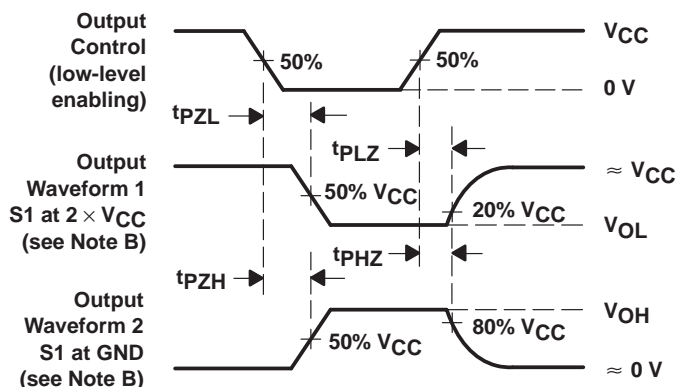 Output
Control
(low-level
enabling)
50%
50%
VCC
0 V
tPZL
tPLZ
Output
Waveform 1
S1 at 2 × VCC
(see Note B)
50% VCC
20% VCC
≈ VCC
VOL
tPZH
tPHZ
Output
Waveform 2
S1 at GND
(see Note B)
50% VCC
80% VCC
VOH
≈ 0 V